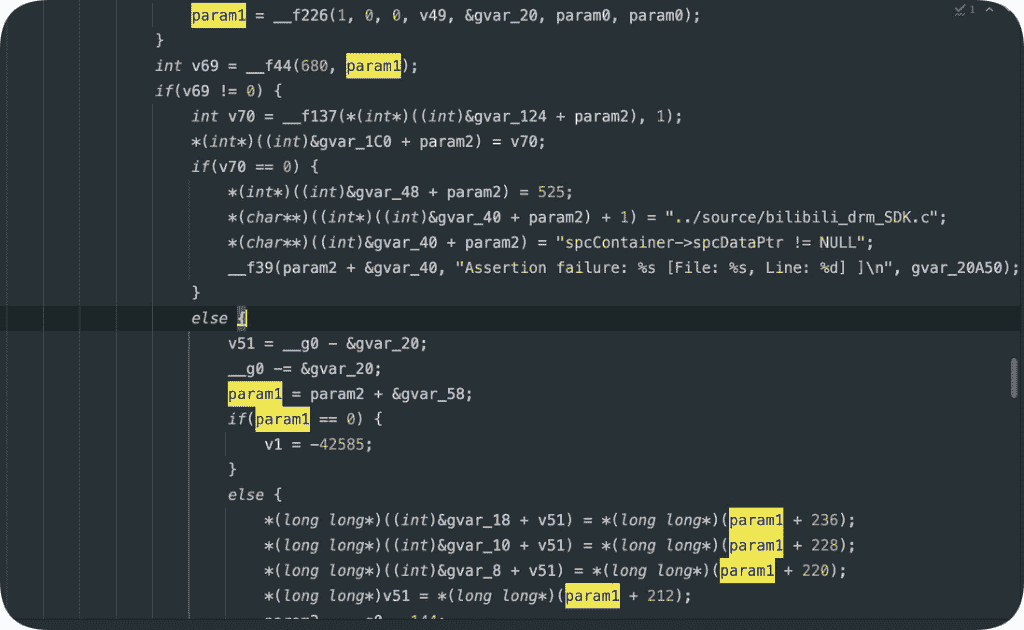 1
param1 = __f226(1, 0, 0, v49, &gvar_20, param0, param0);
}
int v69 = __f44(680, param1);
if(v69 != 0) {
int v70 = __f137(*(int*)((int)&gvar_124 + param2), 1);
*(int*)((int)&gvar_1C0 + param2) = v70;
if(v70 == 0) {
*(int*)((int)&gvar_48 + param2) = 525;
*(char**)((int*)((int)&gvar_40 + param2) + 1) = "../source/bilibili_drm_SDK.c";
*(char**)((int)&gvar_40 + param2) = "spcContainer->spcDataPtr != NULL";
__f39(param2 + &gvar_40, "Assertion failure: %s [File: %s, Line: %d] ]\n", gvar_20A50);
}
else {
v51 = __g0 - &gvar_20;
__g0 -= &gvar_20;
param1 = param2 + &gvar_58;
if(param1 == 0) {
v1 = -42585;
}
else {
*(long long*)((int)&gvar_18 + v51) = *(long long*)(param1 + 236);
*(long long*)((int)&gvar_10 + v51) = *(long long*)(param1 + 228);
*(long long*)((int)&gvar_8 + v51) = *(long long*)(param1 + 220);
*(long long*)v51 = *(long long*)(param1 + 212);